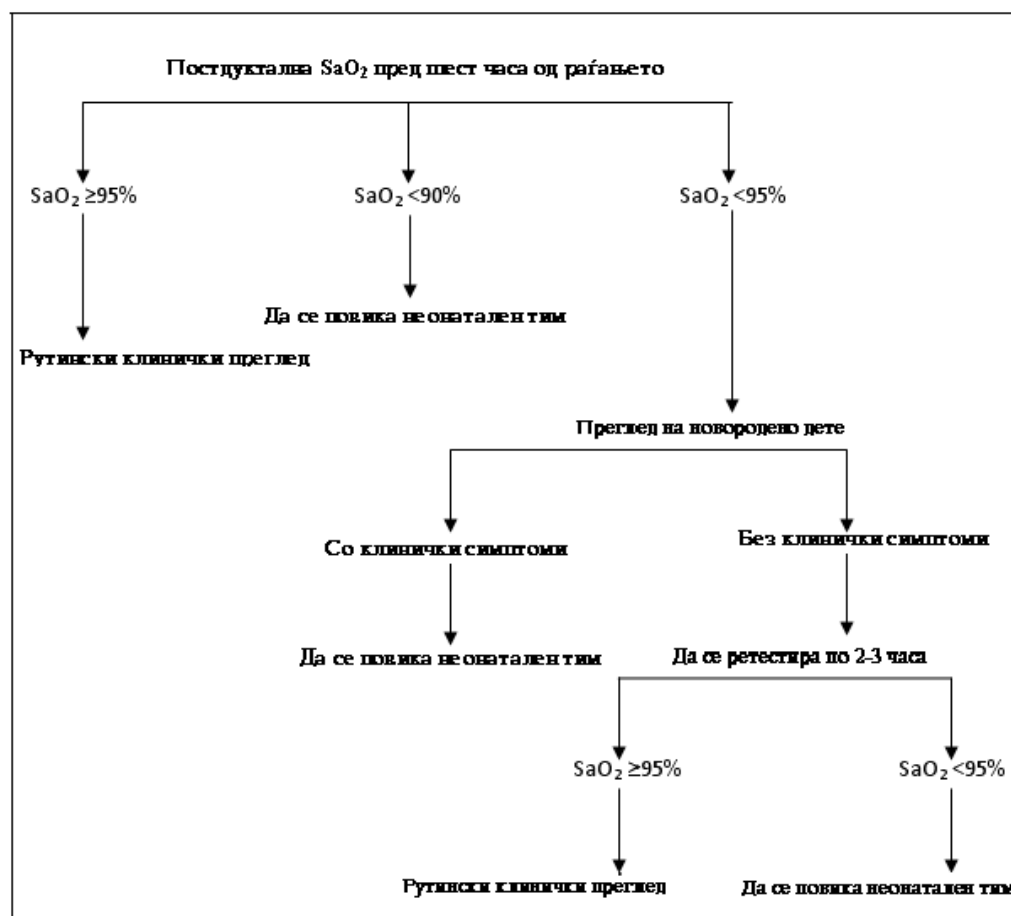 Постдуктална SaO₂ пред шест часа од раѓањето
SaO₂ ≥95%
SaO₂ <90%
SaO₂ <95%
Да се повика неонатален тим
Рутински клинички преглед
Преглед на новородено дете
Со клинички симптоми
Без клинички симптоми
Да се повика неонатален тим
Да се ретестира по 2-3 часа
SaO₂ ≥95%
SaO₂ <95%
Рутински клинички преглед
Да се повика неонатален тим